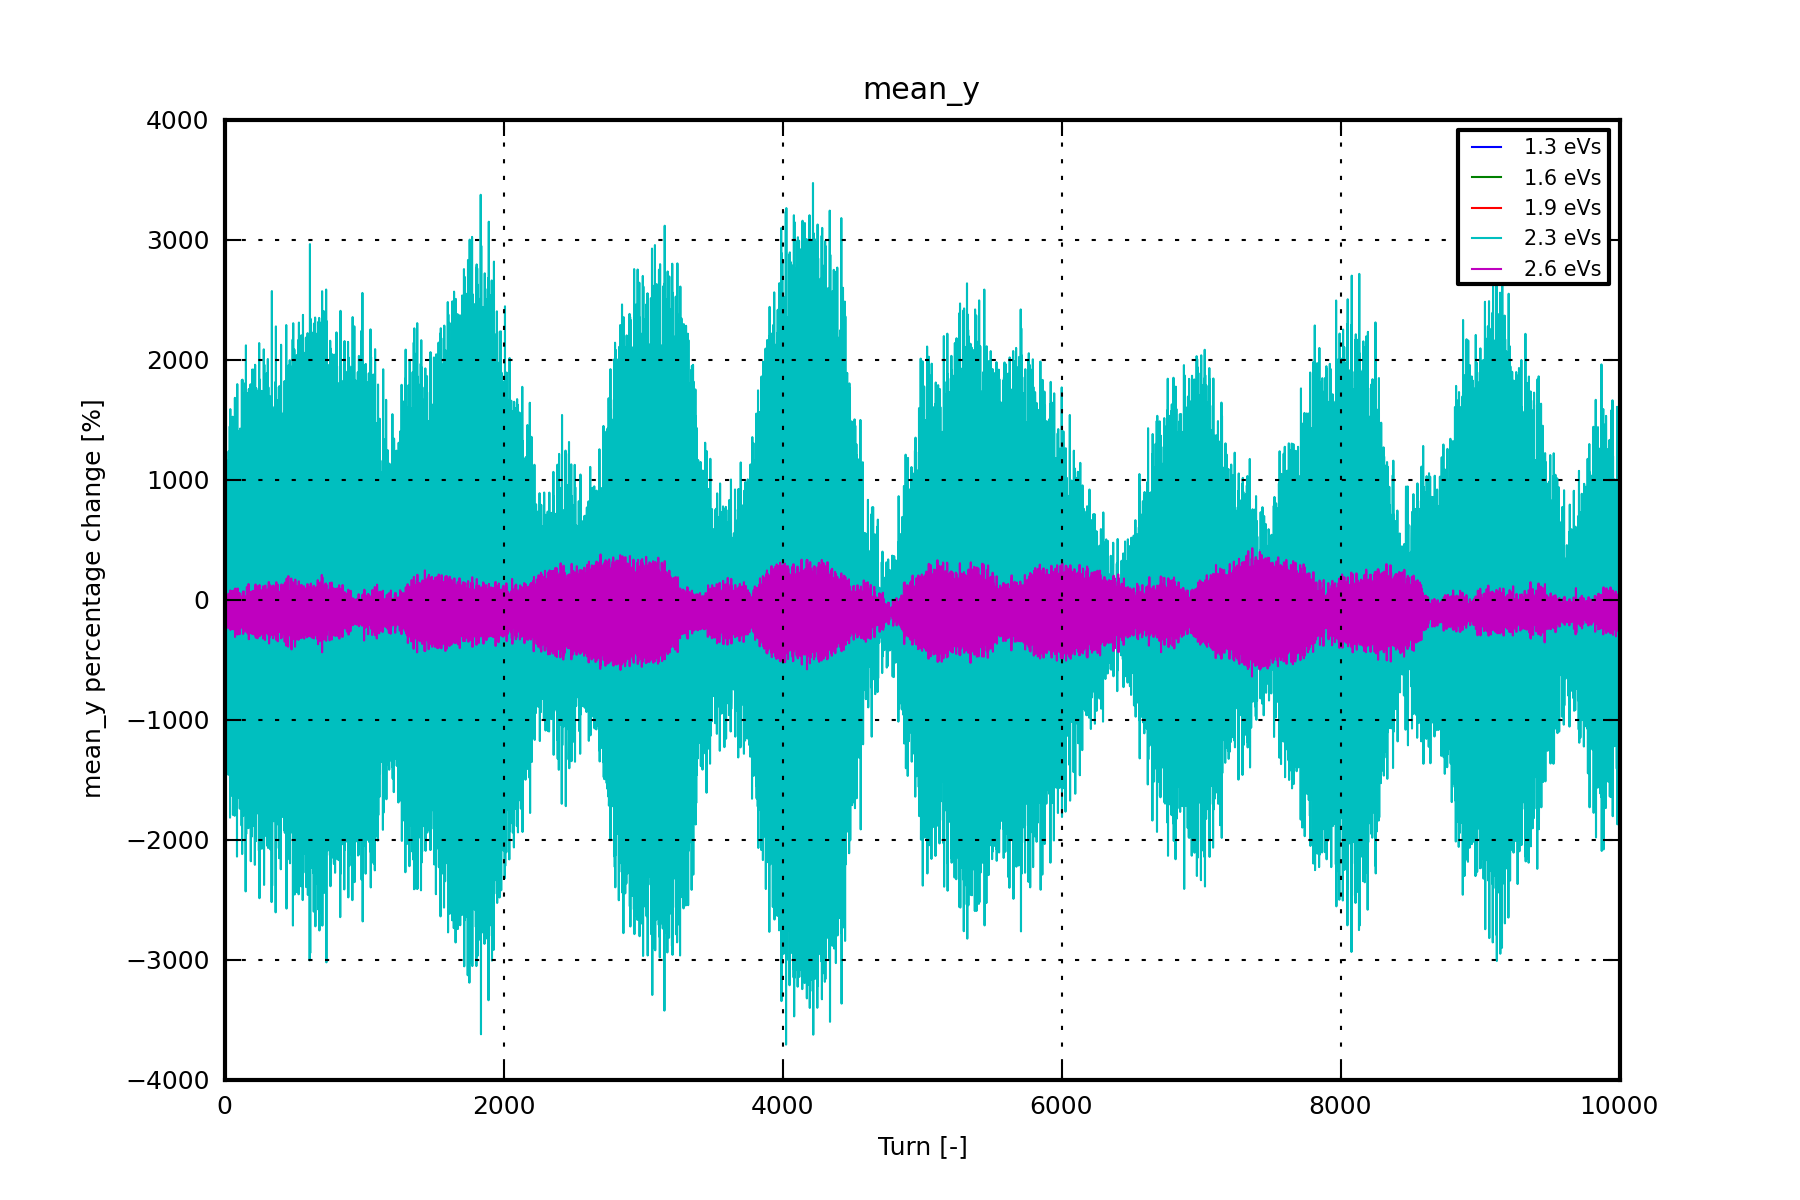 mean_y
4000
3000
2000
1000
0
−1000
−2000
−3000
−4000
mean_y percentage change [%]
1.3 eVs
1.6 eVs
1.9 eVs
2.3 eVs
2.6 eVs
0 2000 4000 6000 8000 10000
Turn [-]